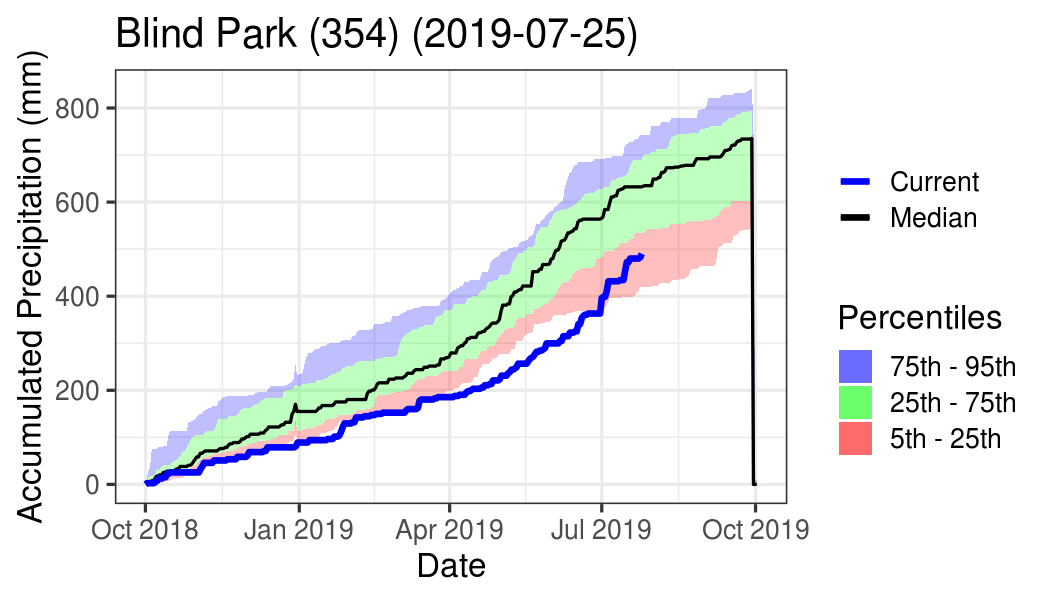 Blind Park (354) (2019-07-25)
Accumulated Precipitation (mm)
800
600
400
200
0
Oct 2018
Jan 2019
Apr 2019
Jul 2019
Oct 2019
Date
Current
Median
Percentiles
75th - 95th
25th - 75th
5th - 25th